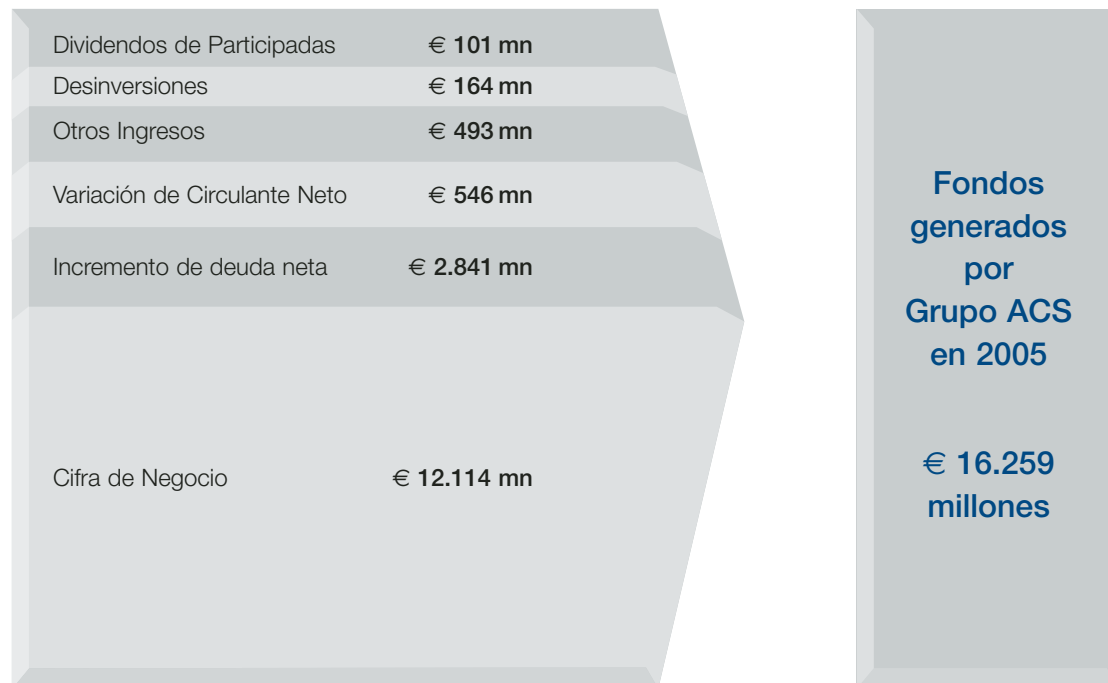 Dividendos de Participadas € 101 mn
Desinversiones € 164 mn
Otros Ingresos € 493 mn
Variación de Circulante Neto € 546 mn
Incremento de deuda neta € 2.841 mn
Cifra de Negocio € 12.114 mn
Fondos
generados
por
Grupo ACS
en 2005
€ 16.259
millones